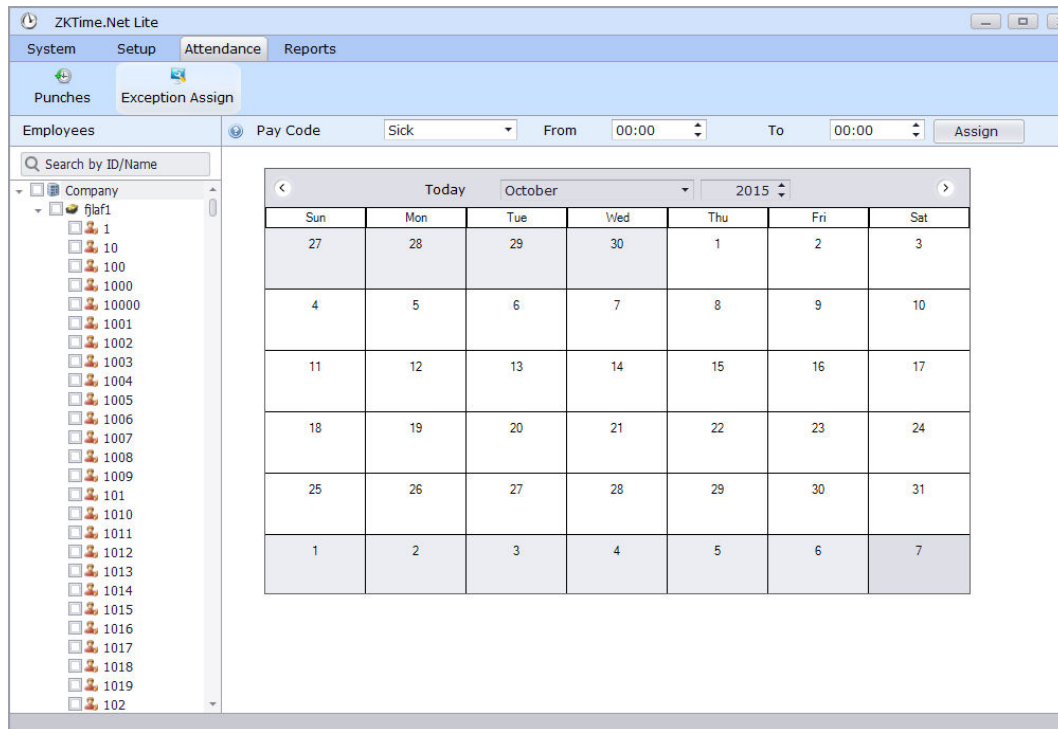 ZKTime.Net Lite
System Setup Attendance Reports
Punches Exception Assign
Employees
Pay Code Sick From 00:00 To 00:00 Assign
Search by ID/Name
Company
fjlaf1
1
10
100
1000
10000
1001
1002
1003
1004
1005
1006
1007
1008
1009
101
1010
1011
1012
1013
1014
1015
1016
1017
1018
1019
102
Today October 2015
Sun Mon Tue Wed Thu Fri Sat
27 28 29 30 1 2 3
4 5 6 7 8 9 10
11 12 13 14 15 16 17
18 19 20 21 22 23 24
25 26 27 28 29 30 31
1 2 3 4 5 6 7